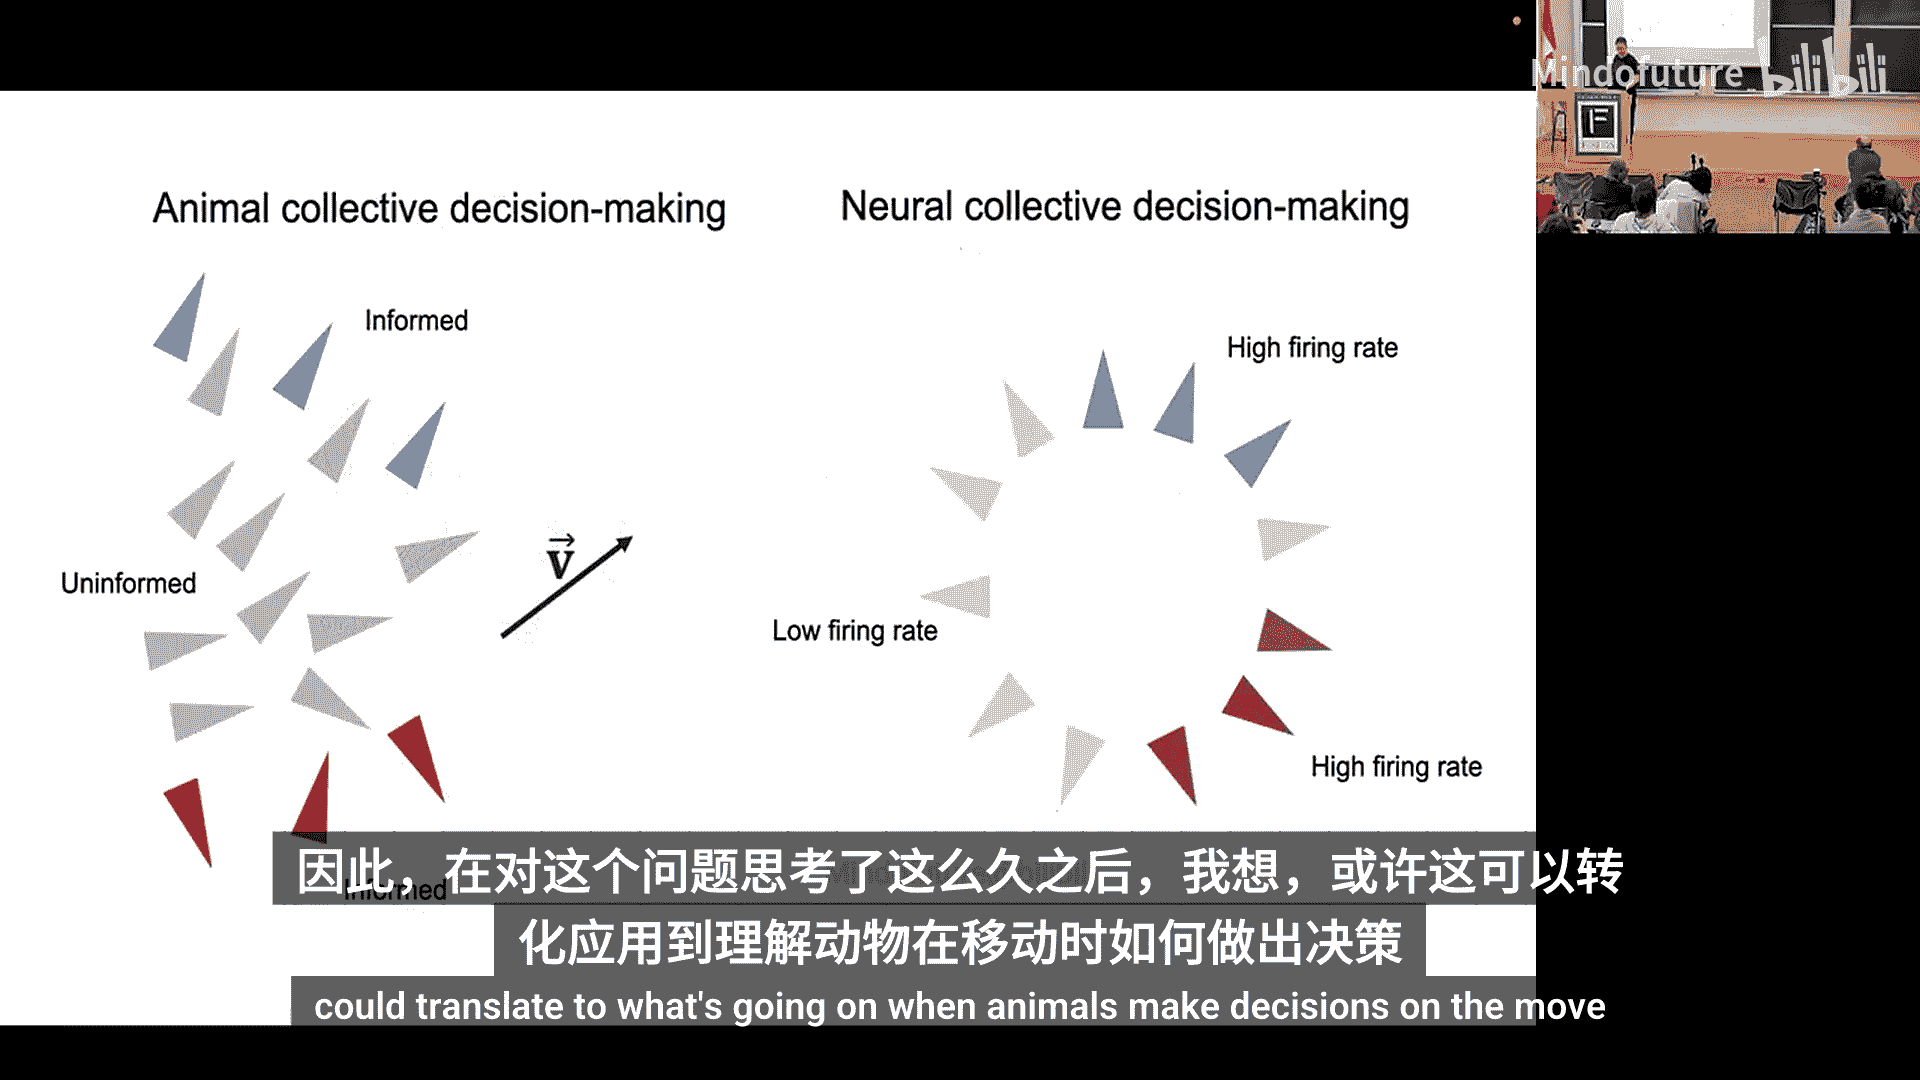 Mindofuture bilibili
F
Animal collective decision-making
Neural collective decision-making
Informed
High firing rate
v
Uninformed
Low firing rate
High firing rate
Informed
因此，在对这个问题思考了这么久之后，我想，或许这可以转
化应用到理解动物在移动时如何做出决策
could translate to what's going on when animals make decisions on the move